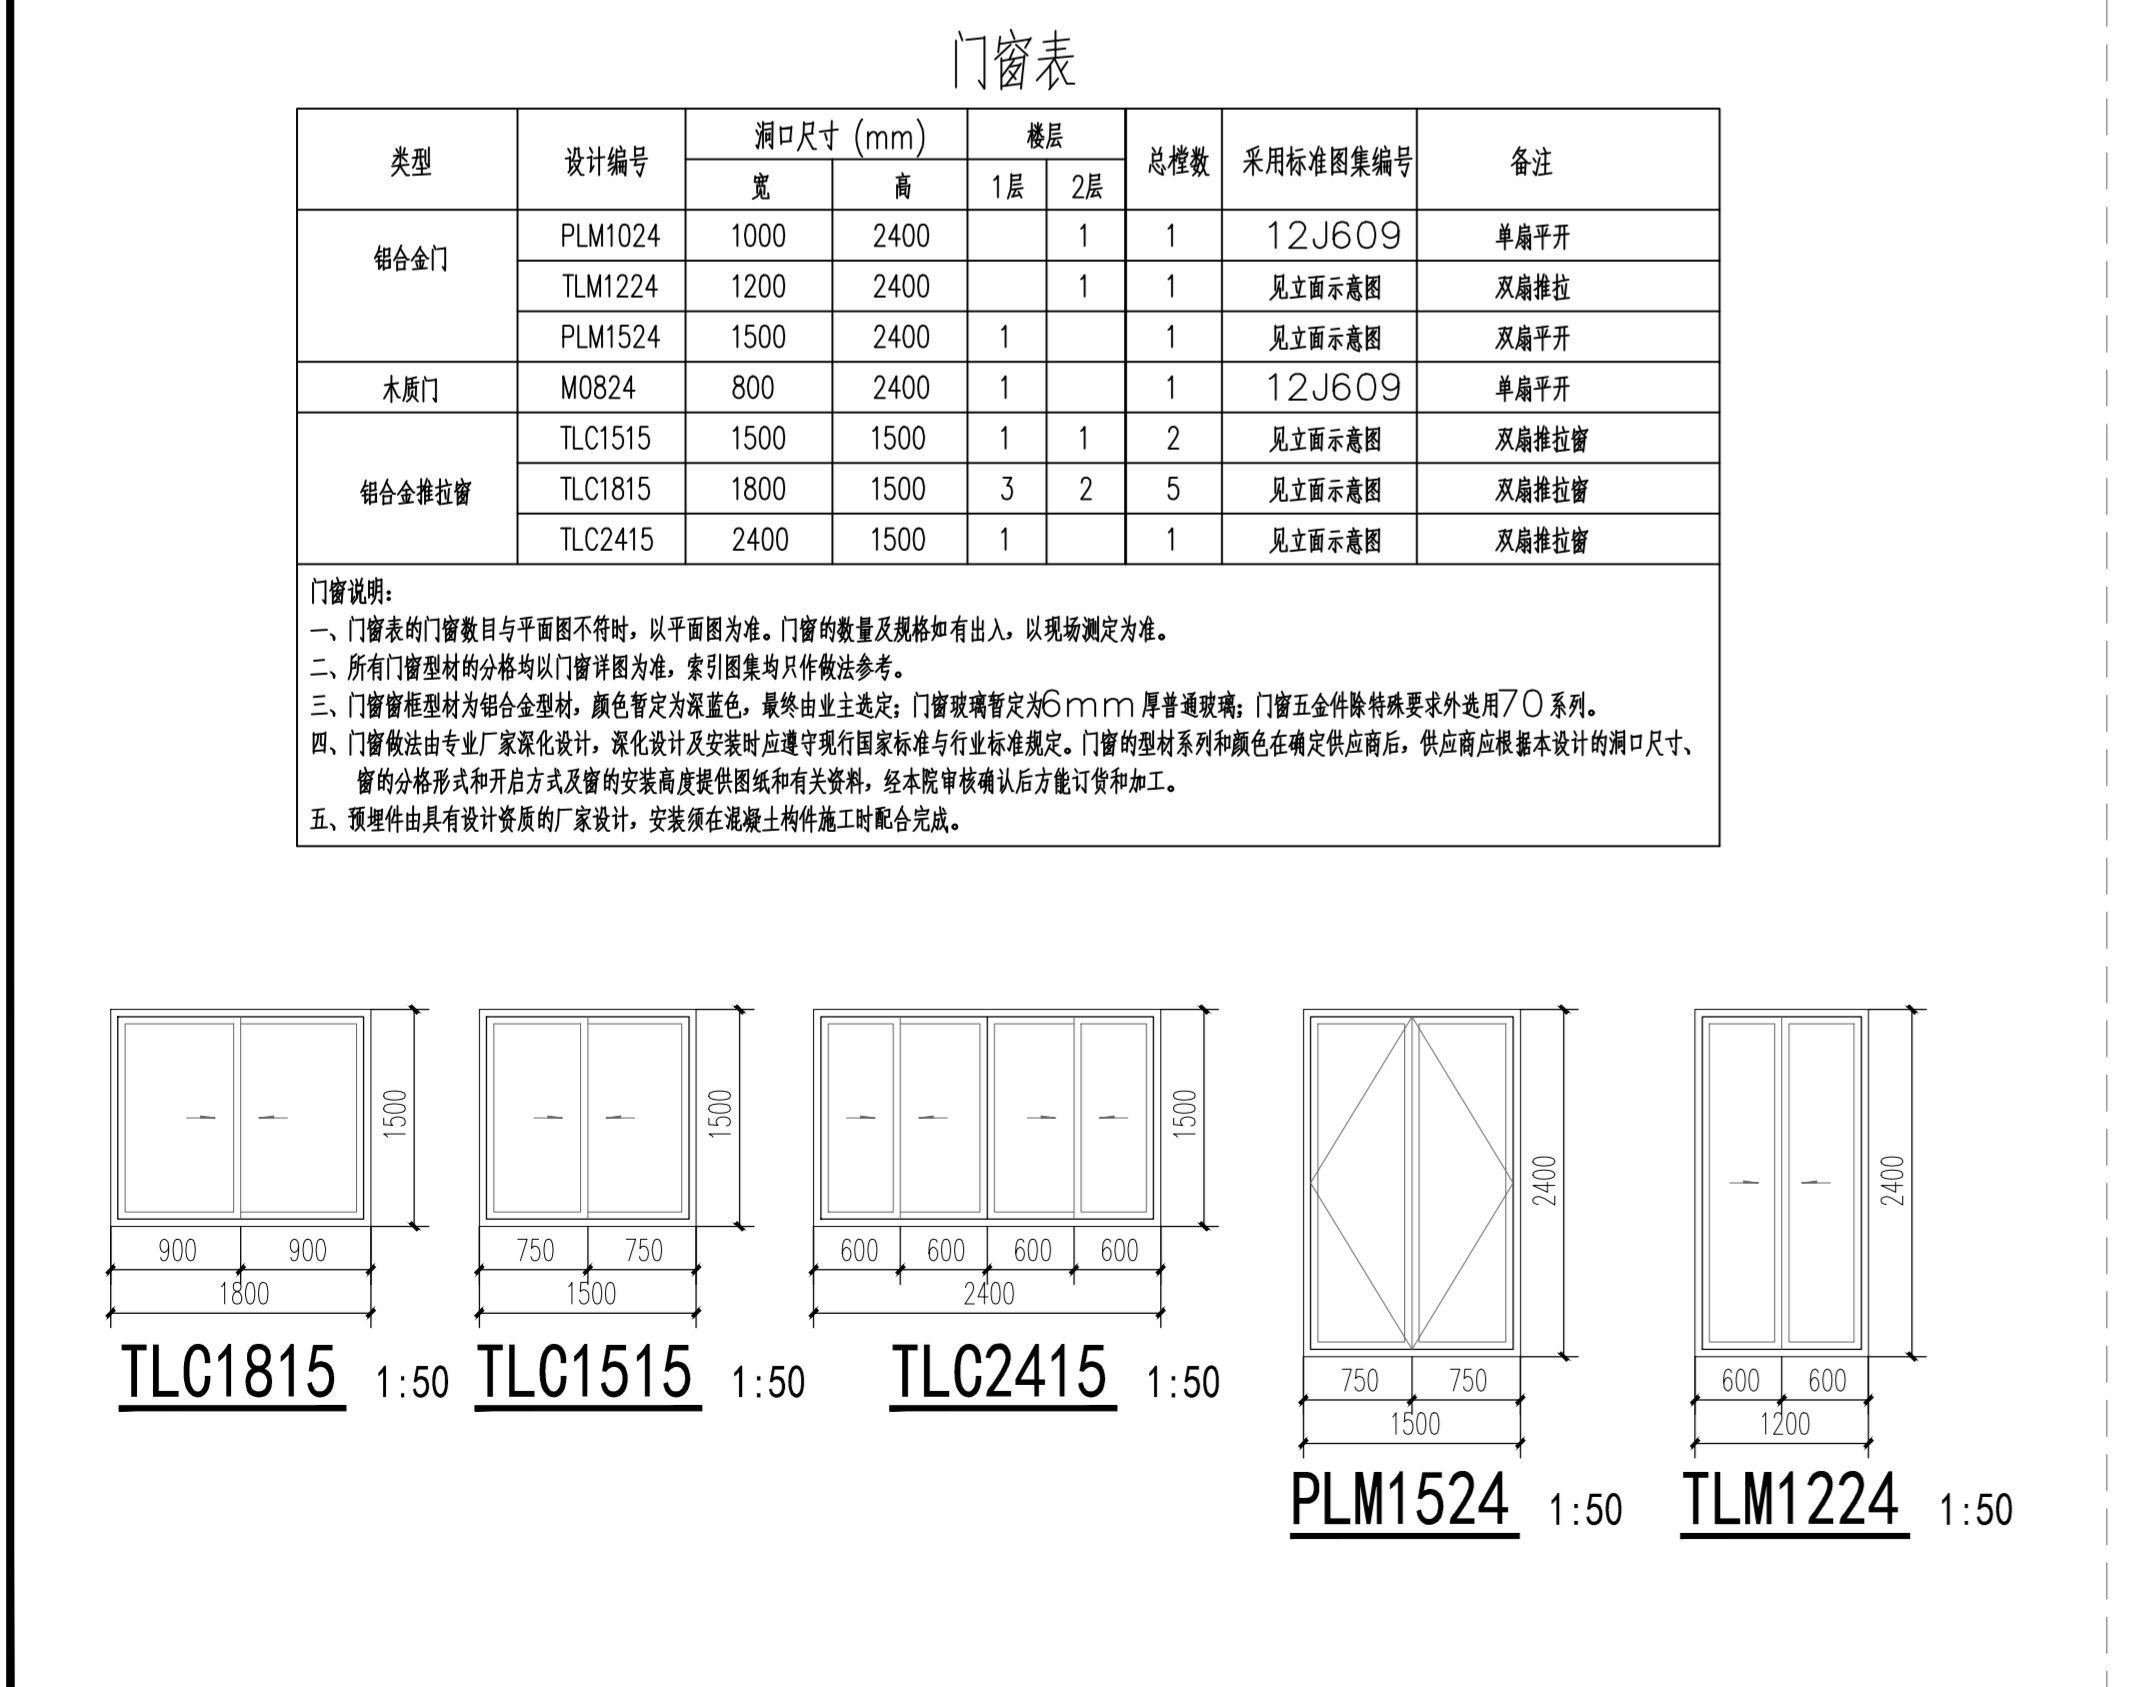 门窗表
类型 设计编号 洞口尺寸 (mm) 楼层 总樘数 采用标准图集编号 备注
宽 高 1层 2层
铝合金门 PLM1024 1000 2400 1 1 12J609 单扇平开
TLM1224 1200 2400 1 1 见立面示意图 双扇推拉
PLM1524 1500 2400 1 1 见立面示意图 双扇平开
木质门 M0824 800 2400 1 1 12J609 单扇平开
铝合金推拉窗 TLC1515 1500 1500 1 1 2 见立面示意图 双扇推拉窗
TLC1815 1800 1500 3 2 5 见立面示意图 双扇推拉窗
TLC2415 2400 1500 1 1 见立面示意图 双扇推拉窗
门窗说明:
一、门窗表的门窗数目与平面图不符时，以平面图为准。门窗的数量及规格如有出入，以现场测定为准。
二、所有门窗型材的分格均以门窗详图为准，索引图集均只作做法参考。
三、门窗窗框型材为铝合金型材，颜色暂定为深蓝色，最终由业主选定；门窗玻璃暂定为6mm厚普通玻璃；门窗五金件除特殊要求外选用70系列。
四、门窗做法由专业厂家深化设计，深化设计及安装时应遵守现行国家标准与行业标准规定。门窗的型材系列和颜色在确定供应商后，供应商应根据本设计的洞口尺寸、
窗的分格形式和开启方式及窗的安装高度提供图纸和有关资料，经本院审核确认后方能订货和加工。
五、预埋件由具有设计资质的厂家设计，安装须在混凝土构件施工时配合完成。
1500
900 900
1800
TLC1815 1:50
1500
750 750
1500
TLC1515 1:50
1500
600 600 600 600
2400
TLC2415 1:50
2400
750 750
1500
PLM1524 1:50
2400
600 600
1200
TLM1224 1:50